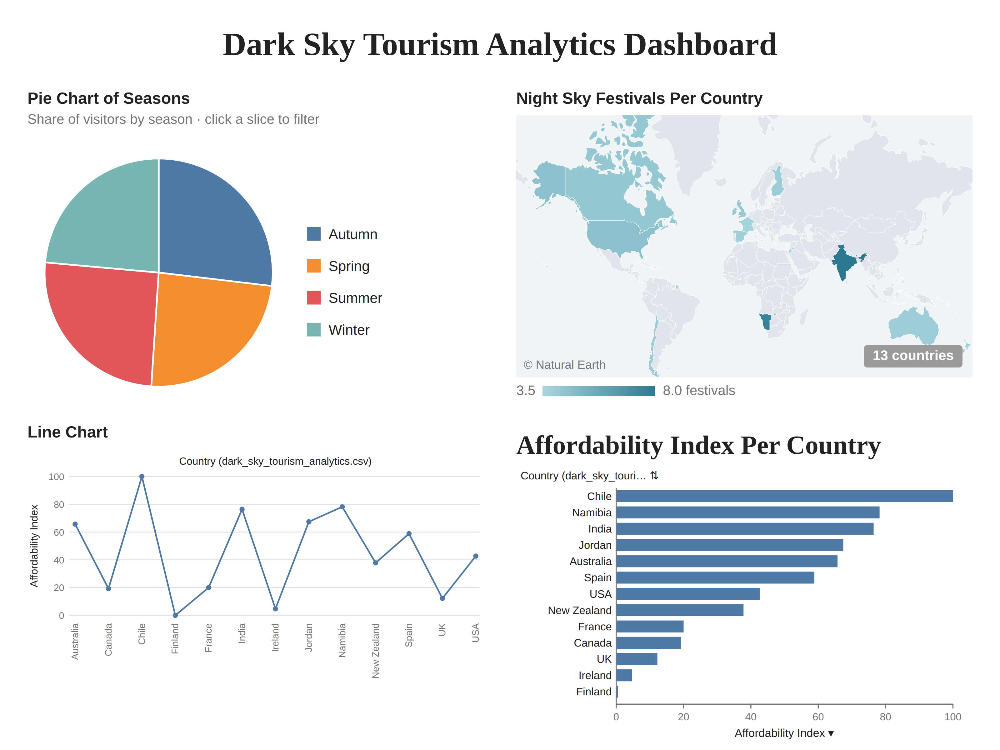 Dark Sky Tourism Analytics Dashboard
Pie Chart of Seasons
Share of visitors by season · click a slice to filter
Autumn
Spring
Summer
Winter
Night Sky Festivals Per Country
© Natural Earth
13 countries
3.5
8.0 festivals
Line Chart
Country (dark_sky_tourism_analytics.csv)
Affordability Index
100
80
60
40
20
0
Australia
Canada
Chile
Finland
France
India
Ireland
Jordan
Namibia
New Zealand
Spain
UK
USA
Affordability Index Per Country
Country (dark_sky_touri… ⇅
Chile
Namibia
India
Jordan
Australia
Spain
USA
New Zealand
France
Canada
UK
Ireland
Finland
0 20 40 60 80 100
Affordability Index ▾